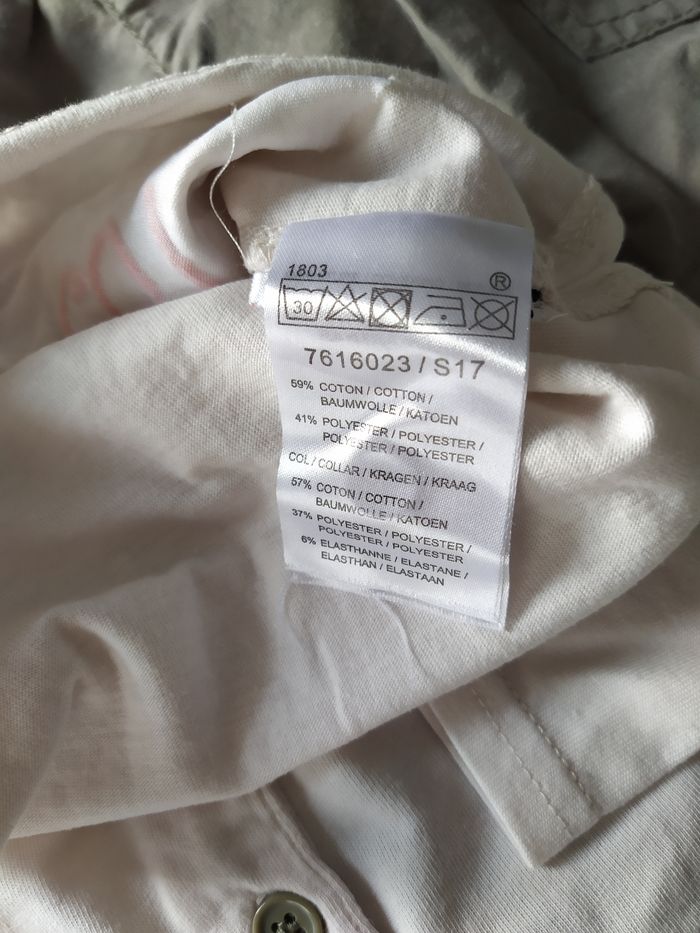 1803
®
30
7616023 / S17
59% COTON / COTTON /
BAUMWOLLE / KATOEN
41% POLYESTER / POLYESTER /
POLYESTER / POLYESTER
COL / COLLAR / KRAGEN / KRAAG
57% COTON / COTTON /
BAUMWOLLE / KATOEN
37% POLYESTER / POLYESTER /
POLYESTER / POLYESTER
6% ELASTHANNE / ELASTANE /
ELASTHAN / ELASTAAN